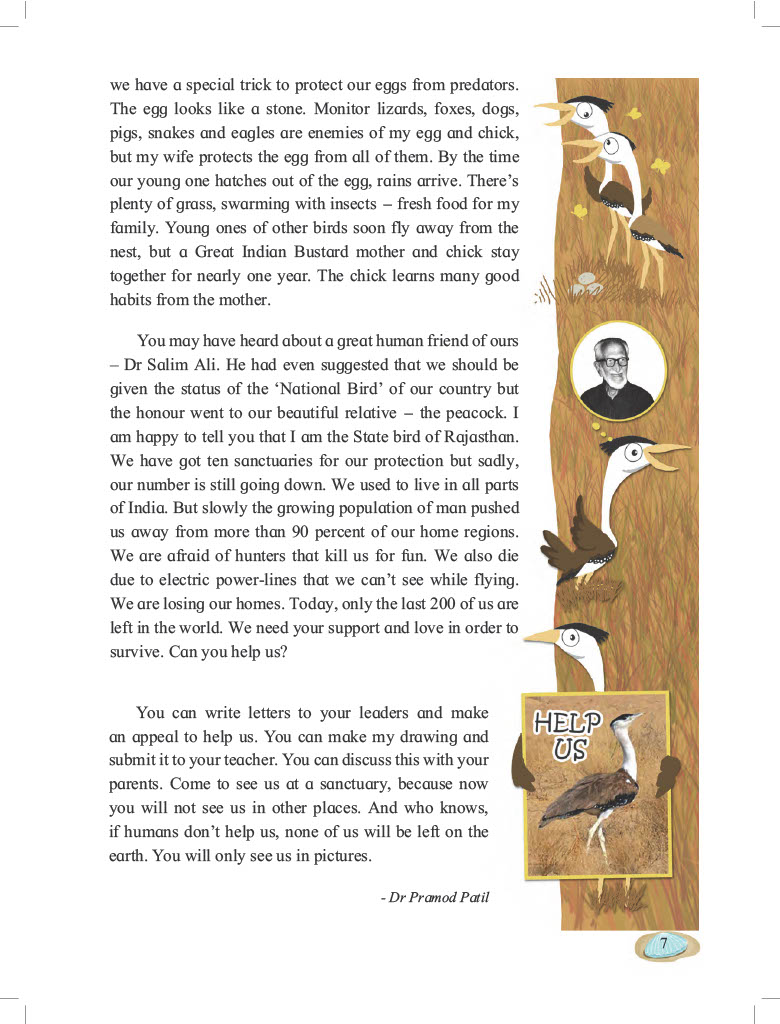 we have a special trick to protect our eggs from predators.
The egg looks like a stone. Monitor lizards, foxes, dogs,
pigs, snakes and eagles are enemies of my egg and chick,
but my wife protects the egg from all of them. By the time
our young one hatches out of the egg, rains arrive. There’s
plenty of grass, swarming with insects – fresh food for my
family. Young ones of other birds soon fly away from the
nest, but a Great Indian Bustard mother and chick stay
together for nearly one year. The chick learns many good
habits from the mother.
You may have heard about a great human friend of ours
– Dr Salim Ali. He had even suggested that we should be
given the status of the ‘National Bird’ of our country but
the honour went to our beautiful relative – the peacock. I
am happy to tell you that I am the State bird of Rajasthan.
We have got ten sanctuaries for our protection but sadly,
our number is still going down. We used to live in all parts
of India. But slowly the growing population of man pushed
us away from more than 90 percent of our home regions.
We are afraid of hunters that kill us for fun. We also die
due to electric power-lines that we can’t see while flying.
We are losing our homes. Today, only the last 200 of us are
left in the world. We need your support and love in order to
survive. Can you help us?
You can write letters to your leaders and make
an appeal to help us. You can make my drawing and
submit it to your teacher. You can discuss this with your
parents. Come to see us at a sanctuary, because now
you will not see us in other places. And who knows,
if humans don’t help us, none of us will be left on the
earth. You will only see us in pictures.
- Dr Pramod Patil
HELP
US
7